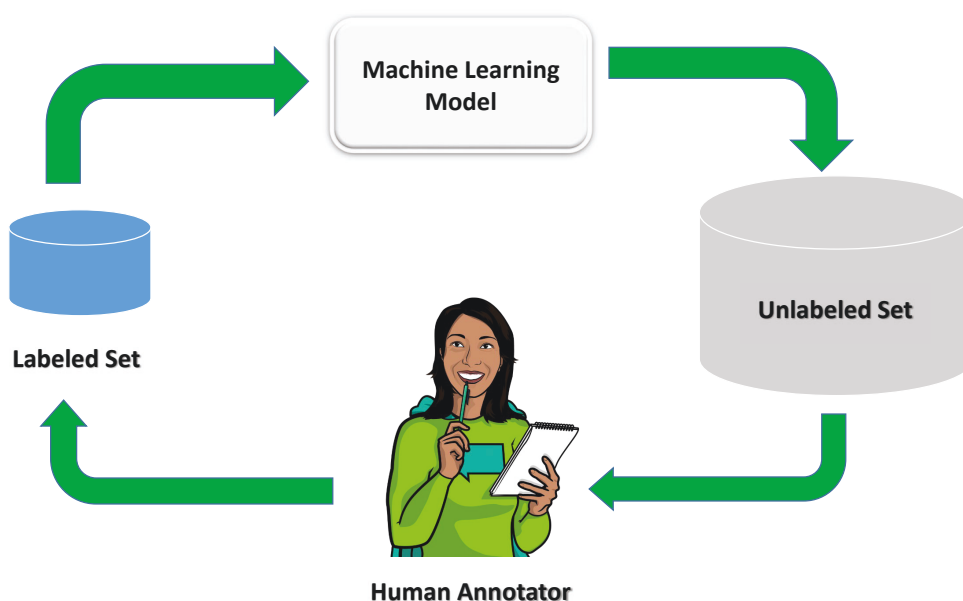 Machine Learning
Model
Unlabeled Set
Labeled Set
Human Annotator